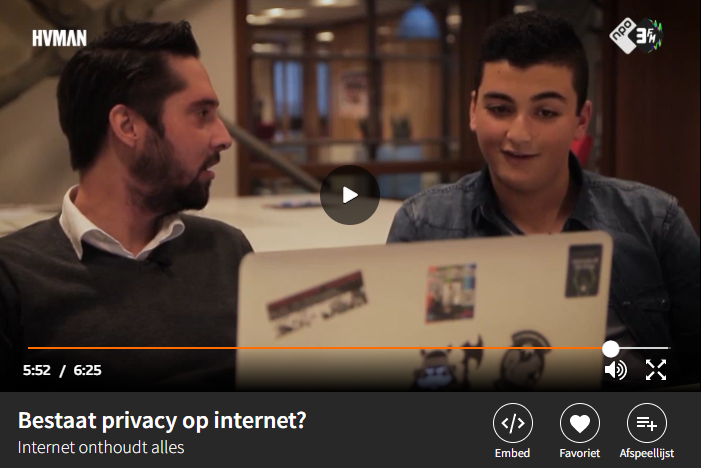 HVMAN
npo 3FM
5:52 / 6:25
Bestaat privacy op internet?
Internet onthoudt alles
Embed
Favoriet
Afspeellijst